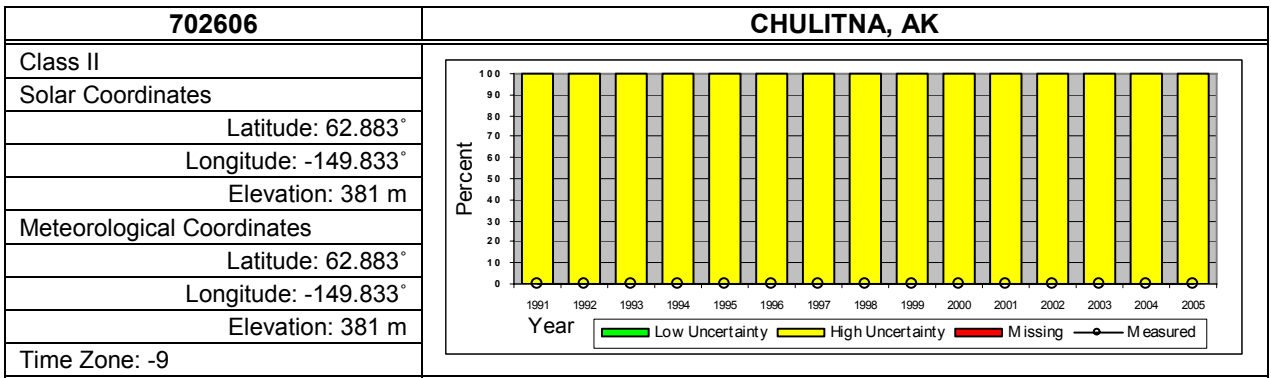 702606
CHULITNA, AK
Class II
Solar Coordinates
Latitude: 62.883˚
Longitude: -149.833˚
Elevation: 381 m
Meteorological Coordinates
Latitude: 62.883˚
Longitude: -149.833˚
Elevation: 381 m
Time Zone: -9
Percent
100
90
80
70
60
50
40
30
20
10
0
1991 1992 1993 1994 1995 1996 1997 1998 1999 2000 2001 2002 2003 2004 2005
Year
Low Uncertainty High Uncertainty Missing Measured